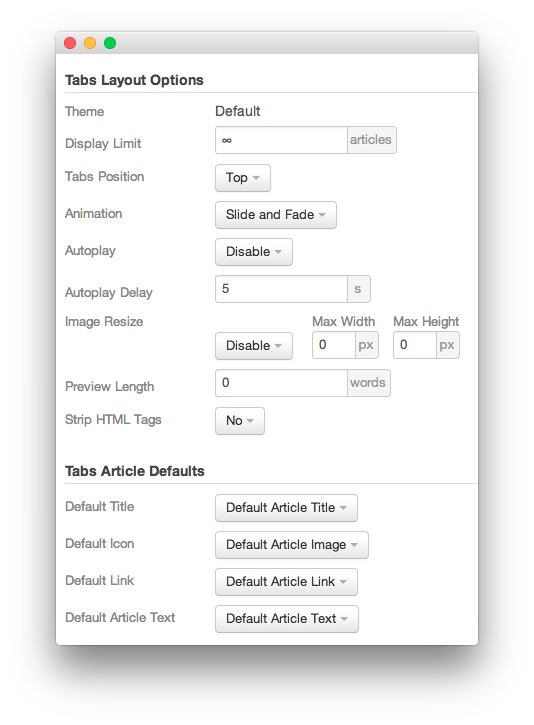 Tabs Layout Options
Theme Default
Display Limit ∞ articles
Tabs Position Top
Animation Slide and Fade
Autoplay Disable
Autoplay Delay 5 s
Image Resize Max Width Max Height
Disable 0 px 0 px
Preview Length 0 words
Strip HTML Tags No
Tabs Article Defaults
Default Title Default Article Title
Default Icon Default Article Image
Default Link Default Article Link
Default Article Text Default Article Text